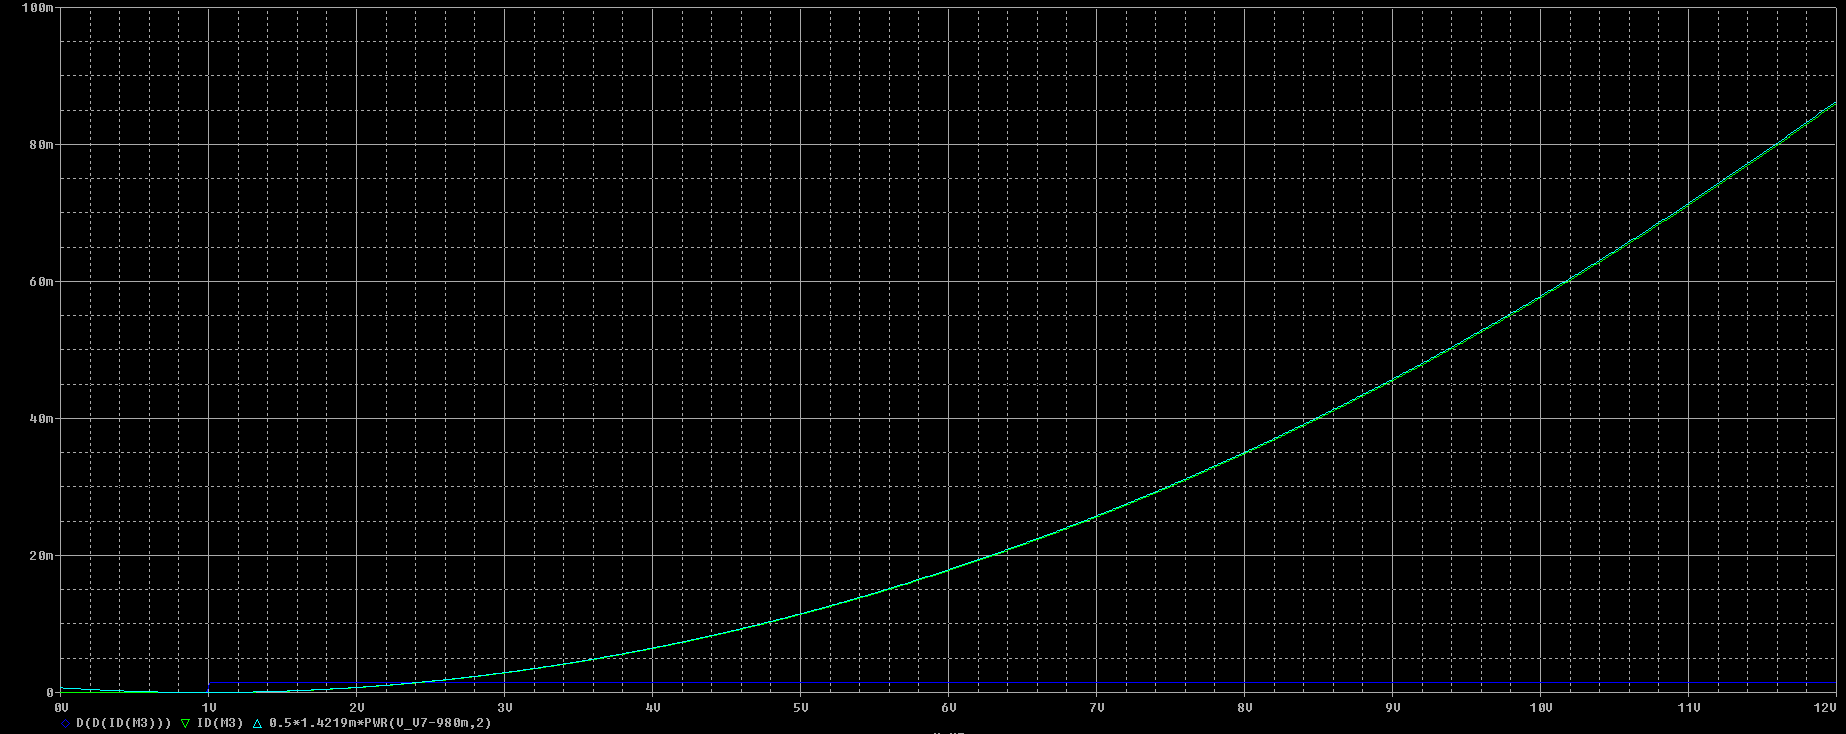 100m
80m
60m
40m
20m
0
0V 1V 2V 3V 4V 5V 6V 7V 8V 9V 10V 11V 12V
D(D(ID(M3))) ID(M3) 0.5*1.4219m*PWR(V_V7-980m,2)